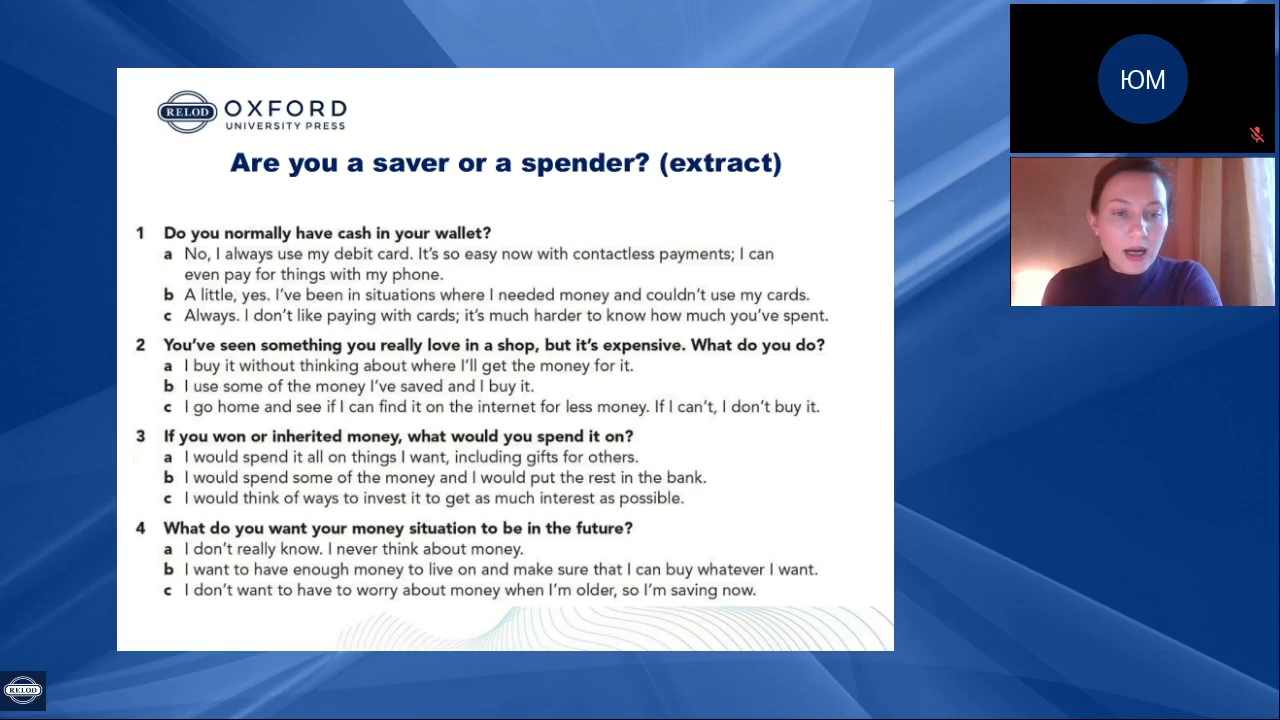 RELOD OXFORD
UNIVERSITY PRESS
Are you a saver or a spender? (extract)
1 Do you normally have cash in your wallet?
a No, I always use my debit card. It's so easy now with contactless payments; I can
even pay for things with my phone.
b A little, yes. I've been in situations where I needed money and couldn't use my cards.
c Always. I don't like paying with cards; it's much harder to know how much you've spent.
2 You've seen something you really love in a shop, but it's expensive. What do you do?
a I buy it without thinking about where I'll get the money for it.
b I use some of the money I've saved and I buy it.
c I go home and see if I can find it on the internet for less money. If I can't, I don't buy it.
3 If you won or inherited money, what would you spend it on?
a I would spend it all on things I want, including gifts for others.
b I would spend some of the money and I would put the rest in the bank.
c I would think of ways to invest it to get as much interest as possible.
4 What do you want your money situation to be in the future?
a I don't really know. I never think about money.
b I want to have enough money to live on and make sure that I can buy whatever I want.
c I don't want to have to worry about money when I'm older, so I'm saving now.
ЮМ
RELOD